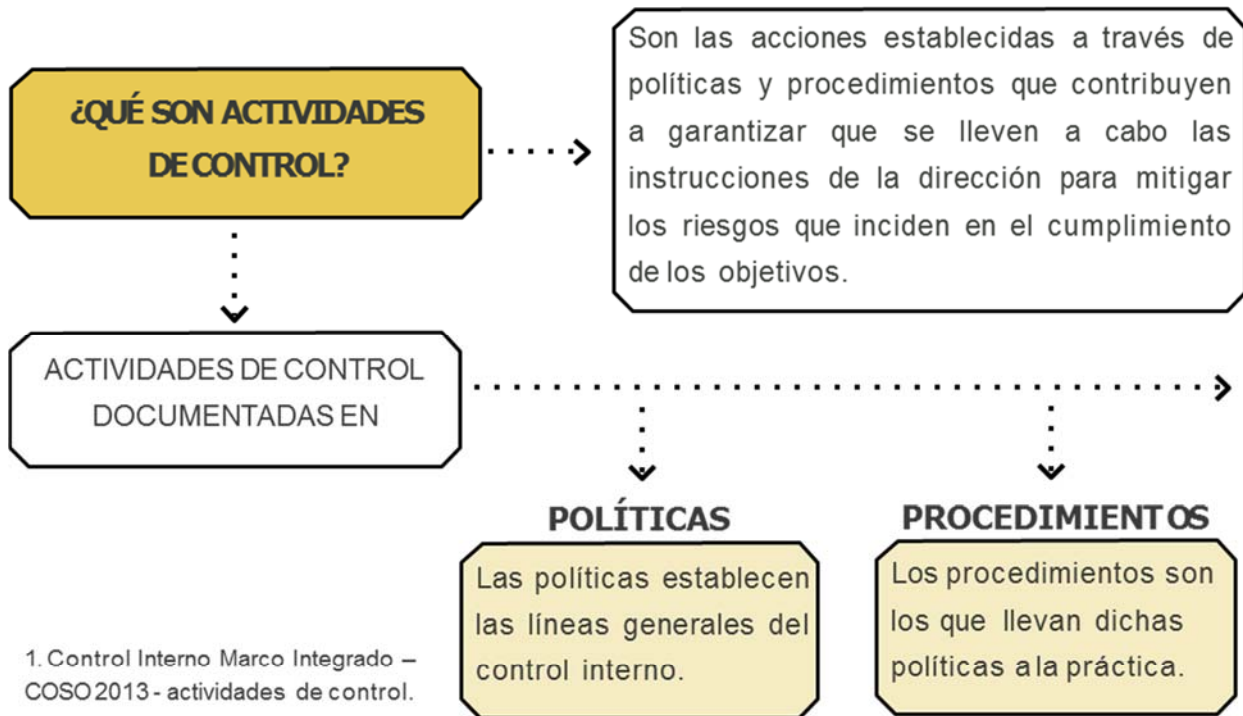 ¿QUÉ SON ACTIVIDADES
DE CONTROL?
Son las acciones establecidas a través de
políticas y procedimientos que contribuyen
a garantizar que se lleven a cabo las
instrucciones de la dirección para mitigar
los riesgos que inciden en el cumplimiento
de los objetivos.
ACTIVIDADES DE CONTROL
DOCUMENTADAS EN
POLÍTICAS
Las políticas establecen
las líneas generales del
control interno.
PROCEDIMIENTOS
Los procedimientos son
los que llevan dichas
políticas a la práctica.
1. Control Interno Marco Integrado –
COSO 2013 - actividades de control.